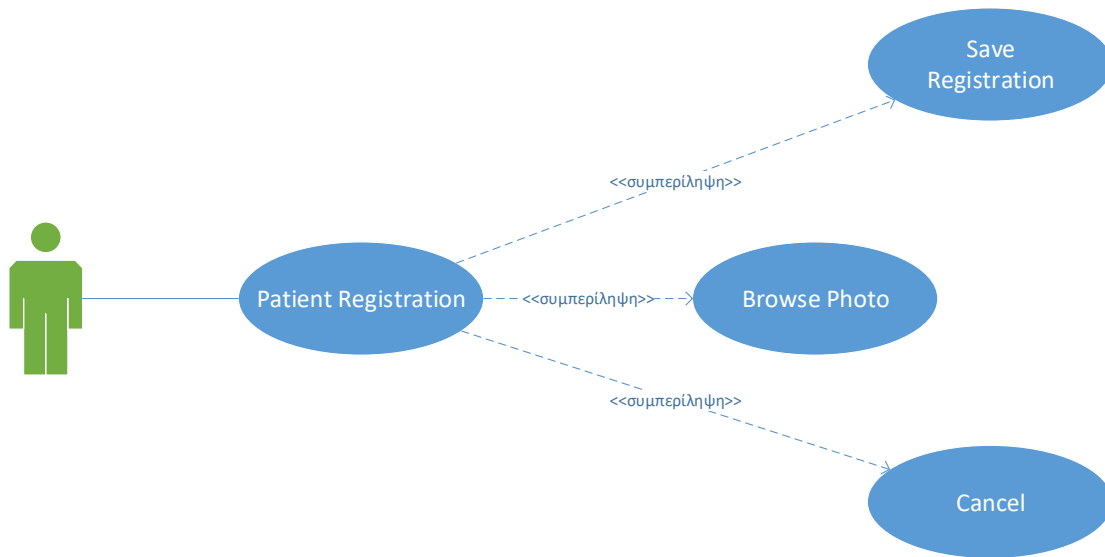 Save
Registration
<<συμπερίληψη>>
Patient Registration
<<συμπερίληψη>>
Browse Photo
<<συμπερίληψη>>
Cancel